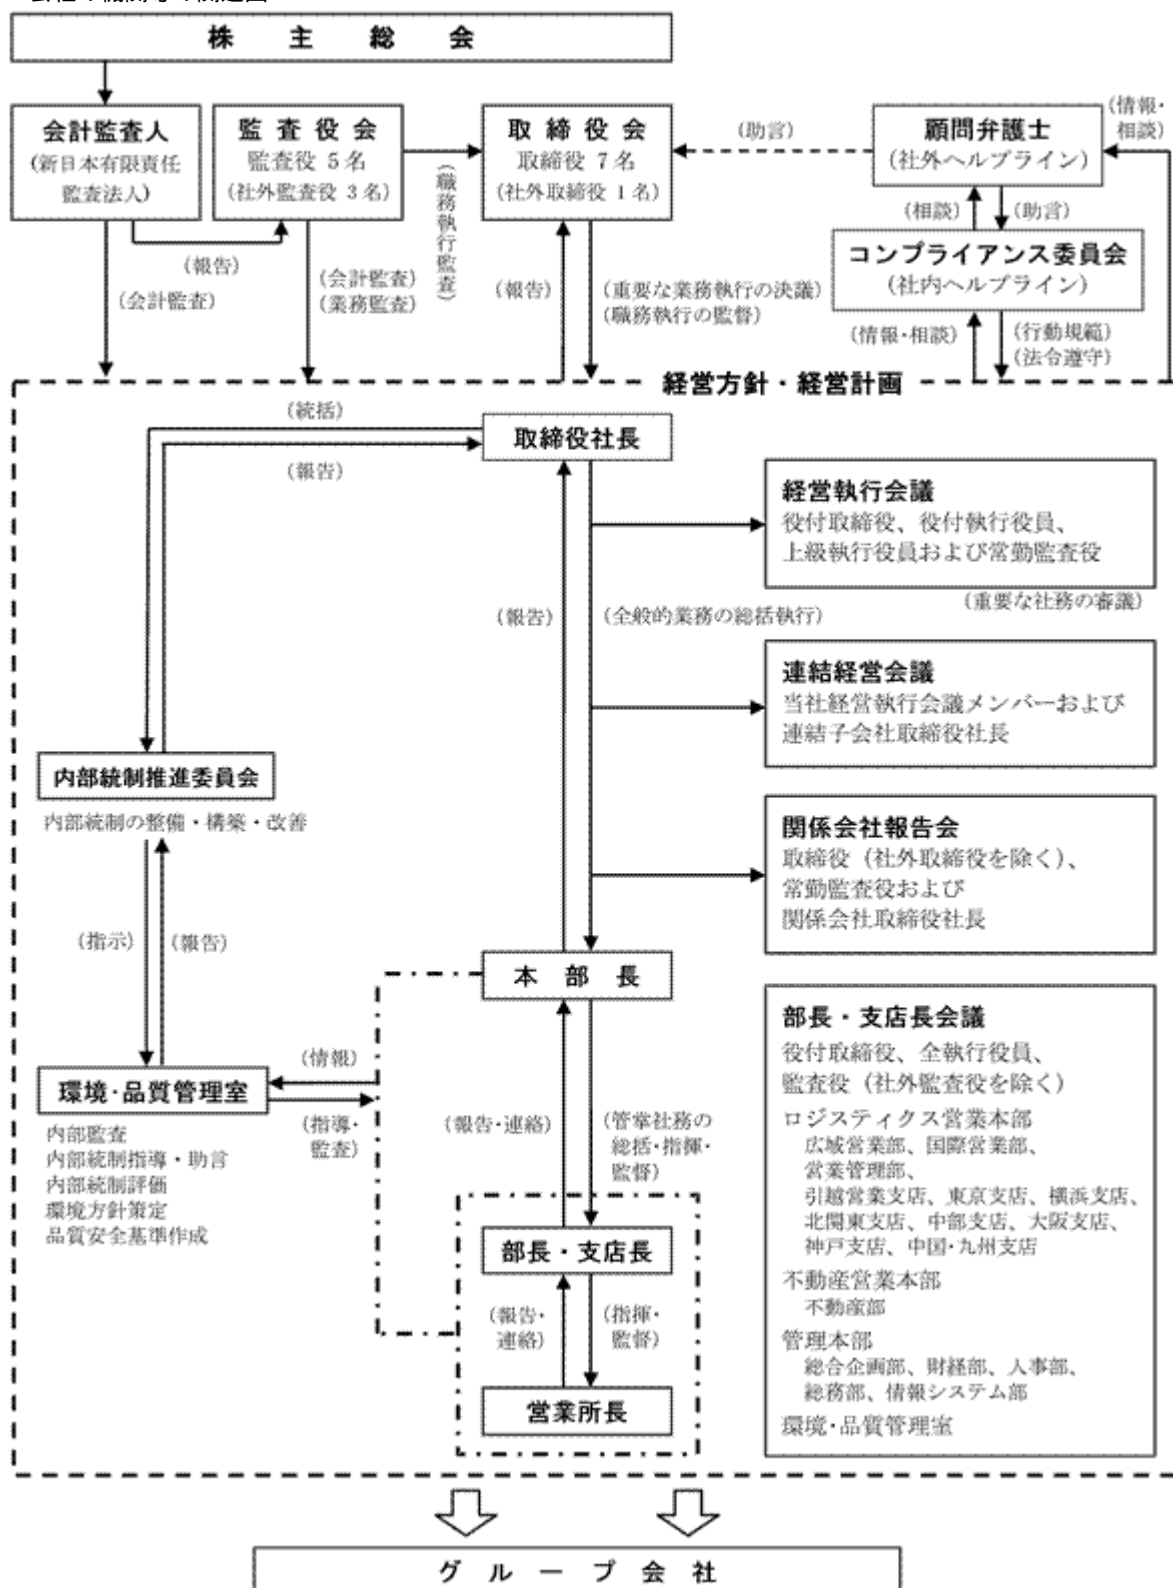 株主総会
会計監査人
(新日本有限責任
監査法人)
監査役会
監査役 5 名
(社外監査役 3 名)
取締役会
取締役 7 名
(社外取締役 1 名)
(助言)
顧問弁護士
(社外ヘルプライン)
(情報・
相談)
(報告)
(職務執行監査)
(相談)
(助言)
コンプライアンス委員会
(社内ヘルプライン)
(会計監査)
(会計監査)
(業務監査)
(報告)
(重要な業務執行の決議)
(職務執行の監督)
(情報・相談)
(行動規範)
(法令遵守)
経営方針・経営計画
(統括)
(報告)
取締役社長
経営執行会議
役付取締役、役付執行役員、
上級執行役員および常勤監査役
(重要な社務の審議)
(報告)
(全般的業務の総括執行)
連結経営会議
当社経営執行会議メンバーおよび
連結子会社取締役社長
内部統制推進委員会
内部統制の整備・構築・改善
関係会社報告会
取締役（社外取締役を除く）、
常勤監査役および
関係会社取締役社長
(指示)
(報告)
本部長
部長・支店長会議
役付取締役、全執行役員、
監査役（社外監査役を除く）
ロジスティクス営業本部
広域営業部、国際営業部、
営業管理部、
引越営業支店、東京支店、横浜支店、
北関東支店、中部支店、大阪支店、
神戸支店、中国・九州支店
不動産営業本部
不動産部
管理本部
総合企画部、財経部、人事部、
総務部、情報システム部
環境・品質管理室
環境・品質管理室
内部監査
内部統制指導・助言
内部統制評価
環境方針策定
品質安全基準作成
(情報)
(指導・
監査)
(報告・連絡)
(管掌社務の
総括・指揮・
監督)
部長・支店長
(報告・
連絡)
(指揮・
監督)
営業所長
グループ会社